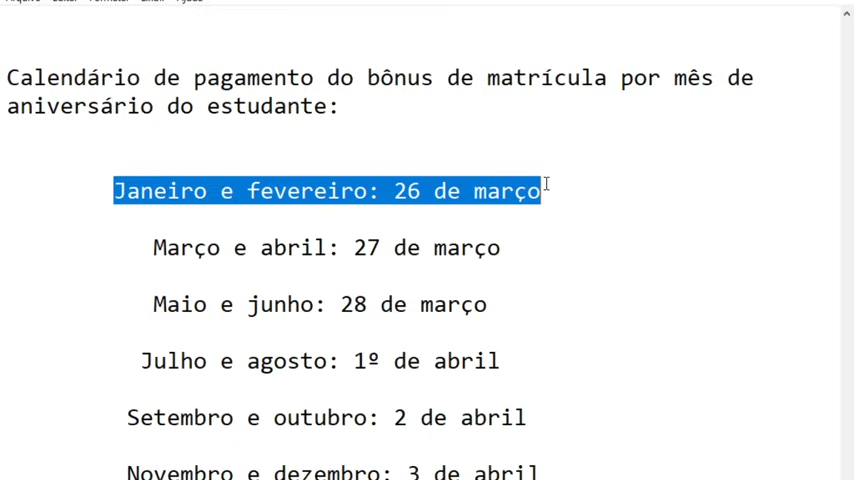 Calendário de pagamento do bônus de matrícula por mês de
aniversário do estudante:
Janeiro e fevereiro: 26 de março
Março e abril: 27 de março
Maio e junho: 28 de março
Julho e agosto: 1º de abril
Setembro e outubro: 2 de abril
Novembro e dezembro: 3 de abril